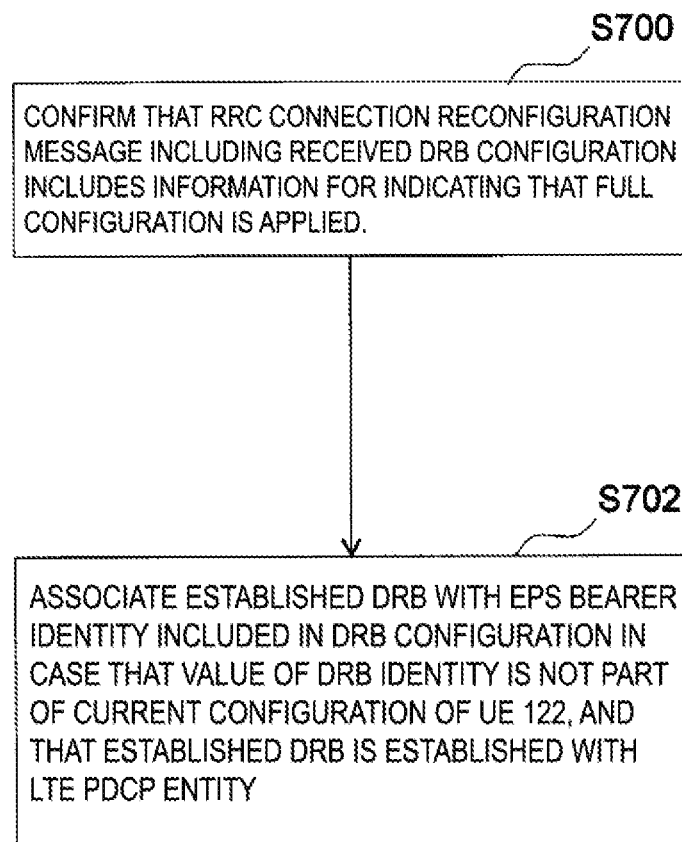 S700
CONFIRM THAT RRC CONNECTION RECONFIGURATION
MESSAGE INCLUDING RECEIVED DRB CONFIGURATION
INCLUDES INFORMATION FOR INDICATING THAT FULL
CONFIGURATION IS APPLIED.
S702
ASSOCIATE ESTABLISHED DRB WITH EPS BEARER
IDENTITY INCLUDED IN DRB CONFIGURATION IN
CASE THAT VALUE OF DRB IDENTITY IS NOT PART
OF CURRENT CONFIGURATION OF UE 122, AND
THAT ESTABLISHED DRB IS ESTABLISHED WITH
LTE PDCP ENTITY